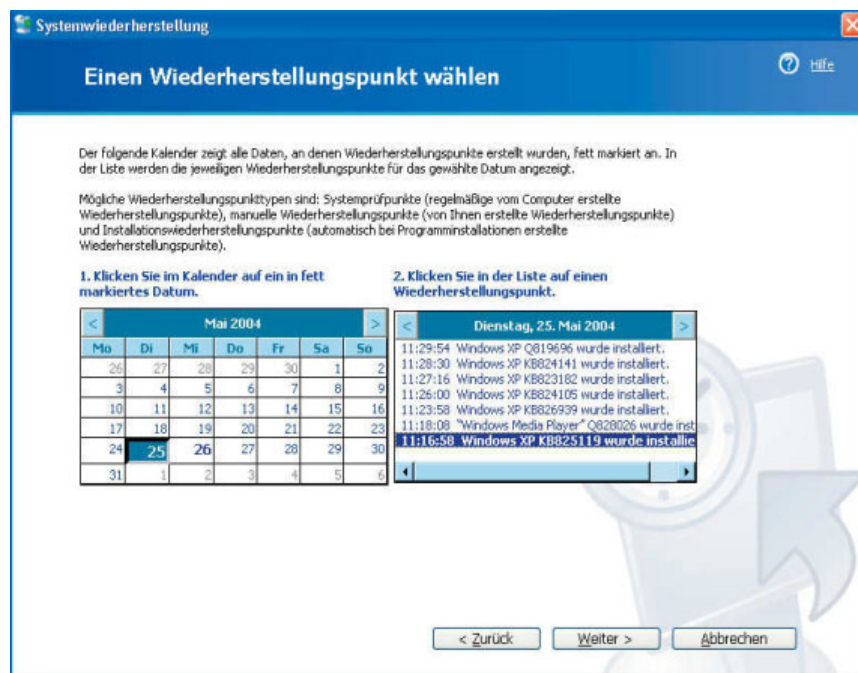 Systemwiederherstellung
Einen Wiederherstellungspunkt wählen
Hilfe
Der folgende Kalender zeigt alle Daten, an denen Wiederherstellungspunkte erstellt wurden, fett markiert an. In
der Liste werden die jeweiligen Wiederherstellungspunkte für das gewählte Datum angezeigt.
Mögliche Wiederherstellungspunkttypen sind: Systemprüfpunkte (regelmäßige vom Computer erstellte
Wiederherstellungspunkte), manuelle Wiederherstellungspunkte (von Ihnen erstellte Wiederherstellungspunkte)
und Installationswiederherstellungspunkte (automatisch bei Programminstallationen erstellte
Wiederherstellungspunkte).
1. Klicken Sie im Kalender auf ein in fett
markiertes Datum.
< Mai 2004 >
Mo Di Mi Do Fr Sa So
26 27 28 29 30 1 2
3 4 5 6 7 8 9
10 11 12 13 14 15 16
17 18 19 20 21 22 23
24 25 26 27 28 29 30
31 1 2 3 4 5 6
2. Klicken Sie in der Liste auf einen
Wiederherstellungspunkt.
< Dienstag, 25. Mai 2004 >
11:29:54 Windows XP Q819696 wurde installiert.
11:28:30 Windows XP KB824141 wurde installiert.
11:27:16 Windows XP KB823182 wurde installiert.
11:26:00 Windows XP KB824105 wurde installiert.
11:23:58 Windows XP KB826939 wurde installiert.
11:18:08 "Windows Media Player" Q828026 wurde inst
11:16:58 Windows XP KB825119 wurde installie
< Zurück
Weiter >
Abbrechen